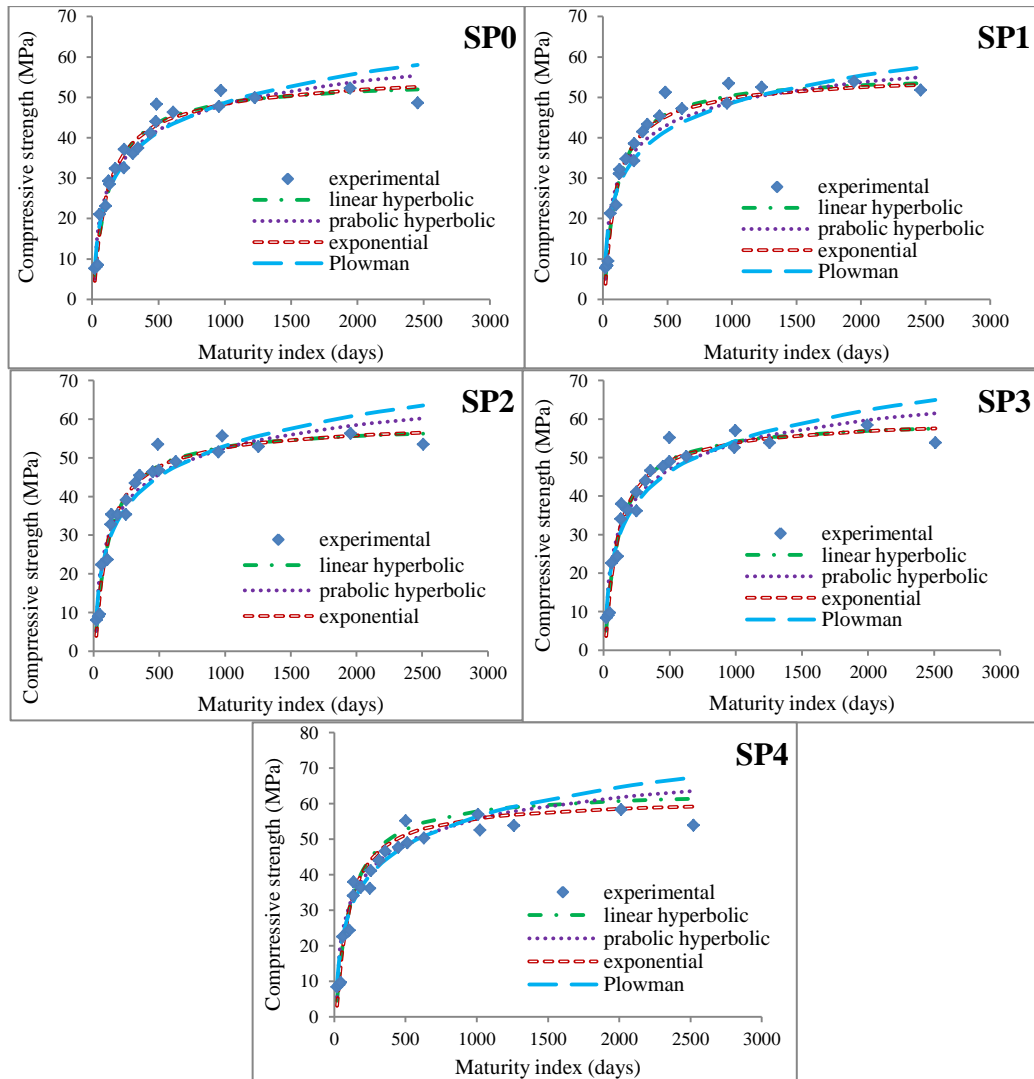 SP0
Comprressive strength (MPa)
70
60
50
40
30
20
10
0
experimental
linear hyperbolic
prabolic hyperbolic
exponential
Plowman
0 500 1000 1500 2000 2500 3000
Maturity index (days)
SP1
Comprressive strength (MPa)
70
60
50
40
30
20
10
0
experimental
linear hyperbolic
prabolic hyperbolic
exponential
Plowman
0 500 1000 1500 2000 2500 3000
Maturity index (days)
SP2
Comprressive strength (MPa)
70
60
50
40
30
20
10
0
experimental
linear hyperbolic
prabolic hyperbolic
exponential
0 500 1000 1500 2000 2500 3000
Maturity index (days)
SP3
Comprressive strength (MPa)
70
60
50
40
30
20
10
0
experimental
linear hyperbolic
prabolic hyperbolic
exponential
Plowman
0 500 1000 1500 2000 2500 3000
Maturity index (days)
SP4
Comprressive strength (MPa)
80
70
60
50
40
30
20
10
0
experimental
linear hyperbolic
prabolic hyperbolic
exponential
Plowman
0 500 1000 1500 2000 2500 3000
Maturity index (days)